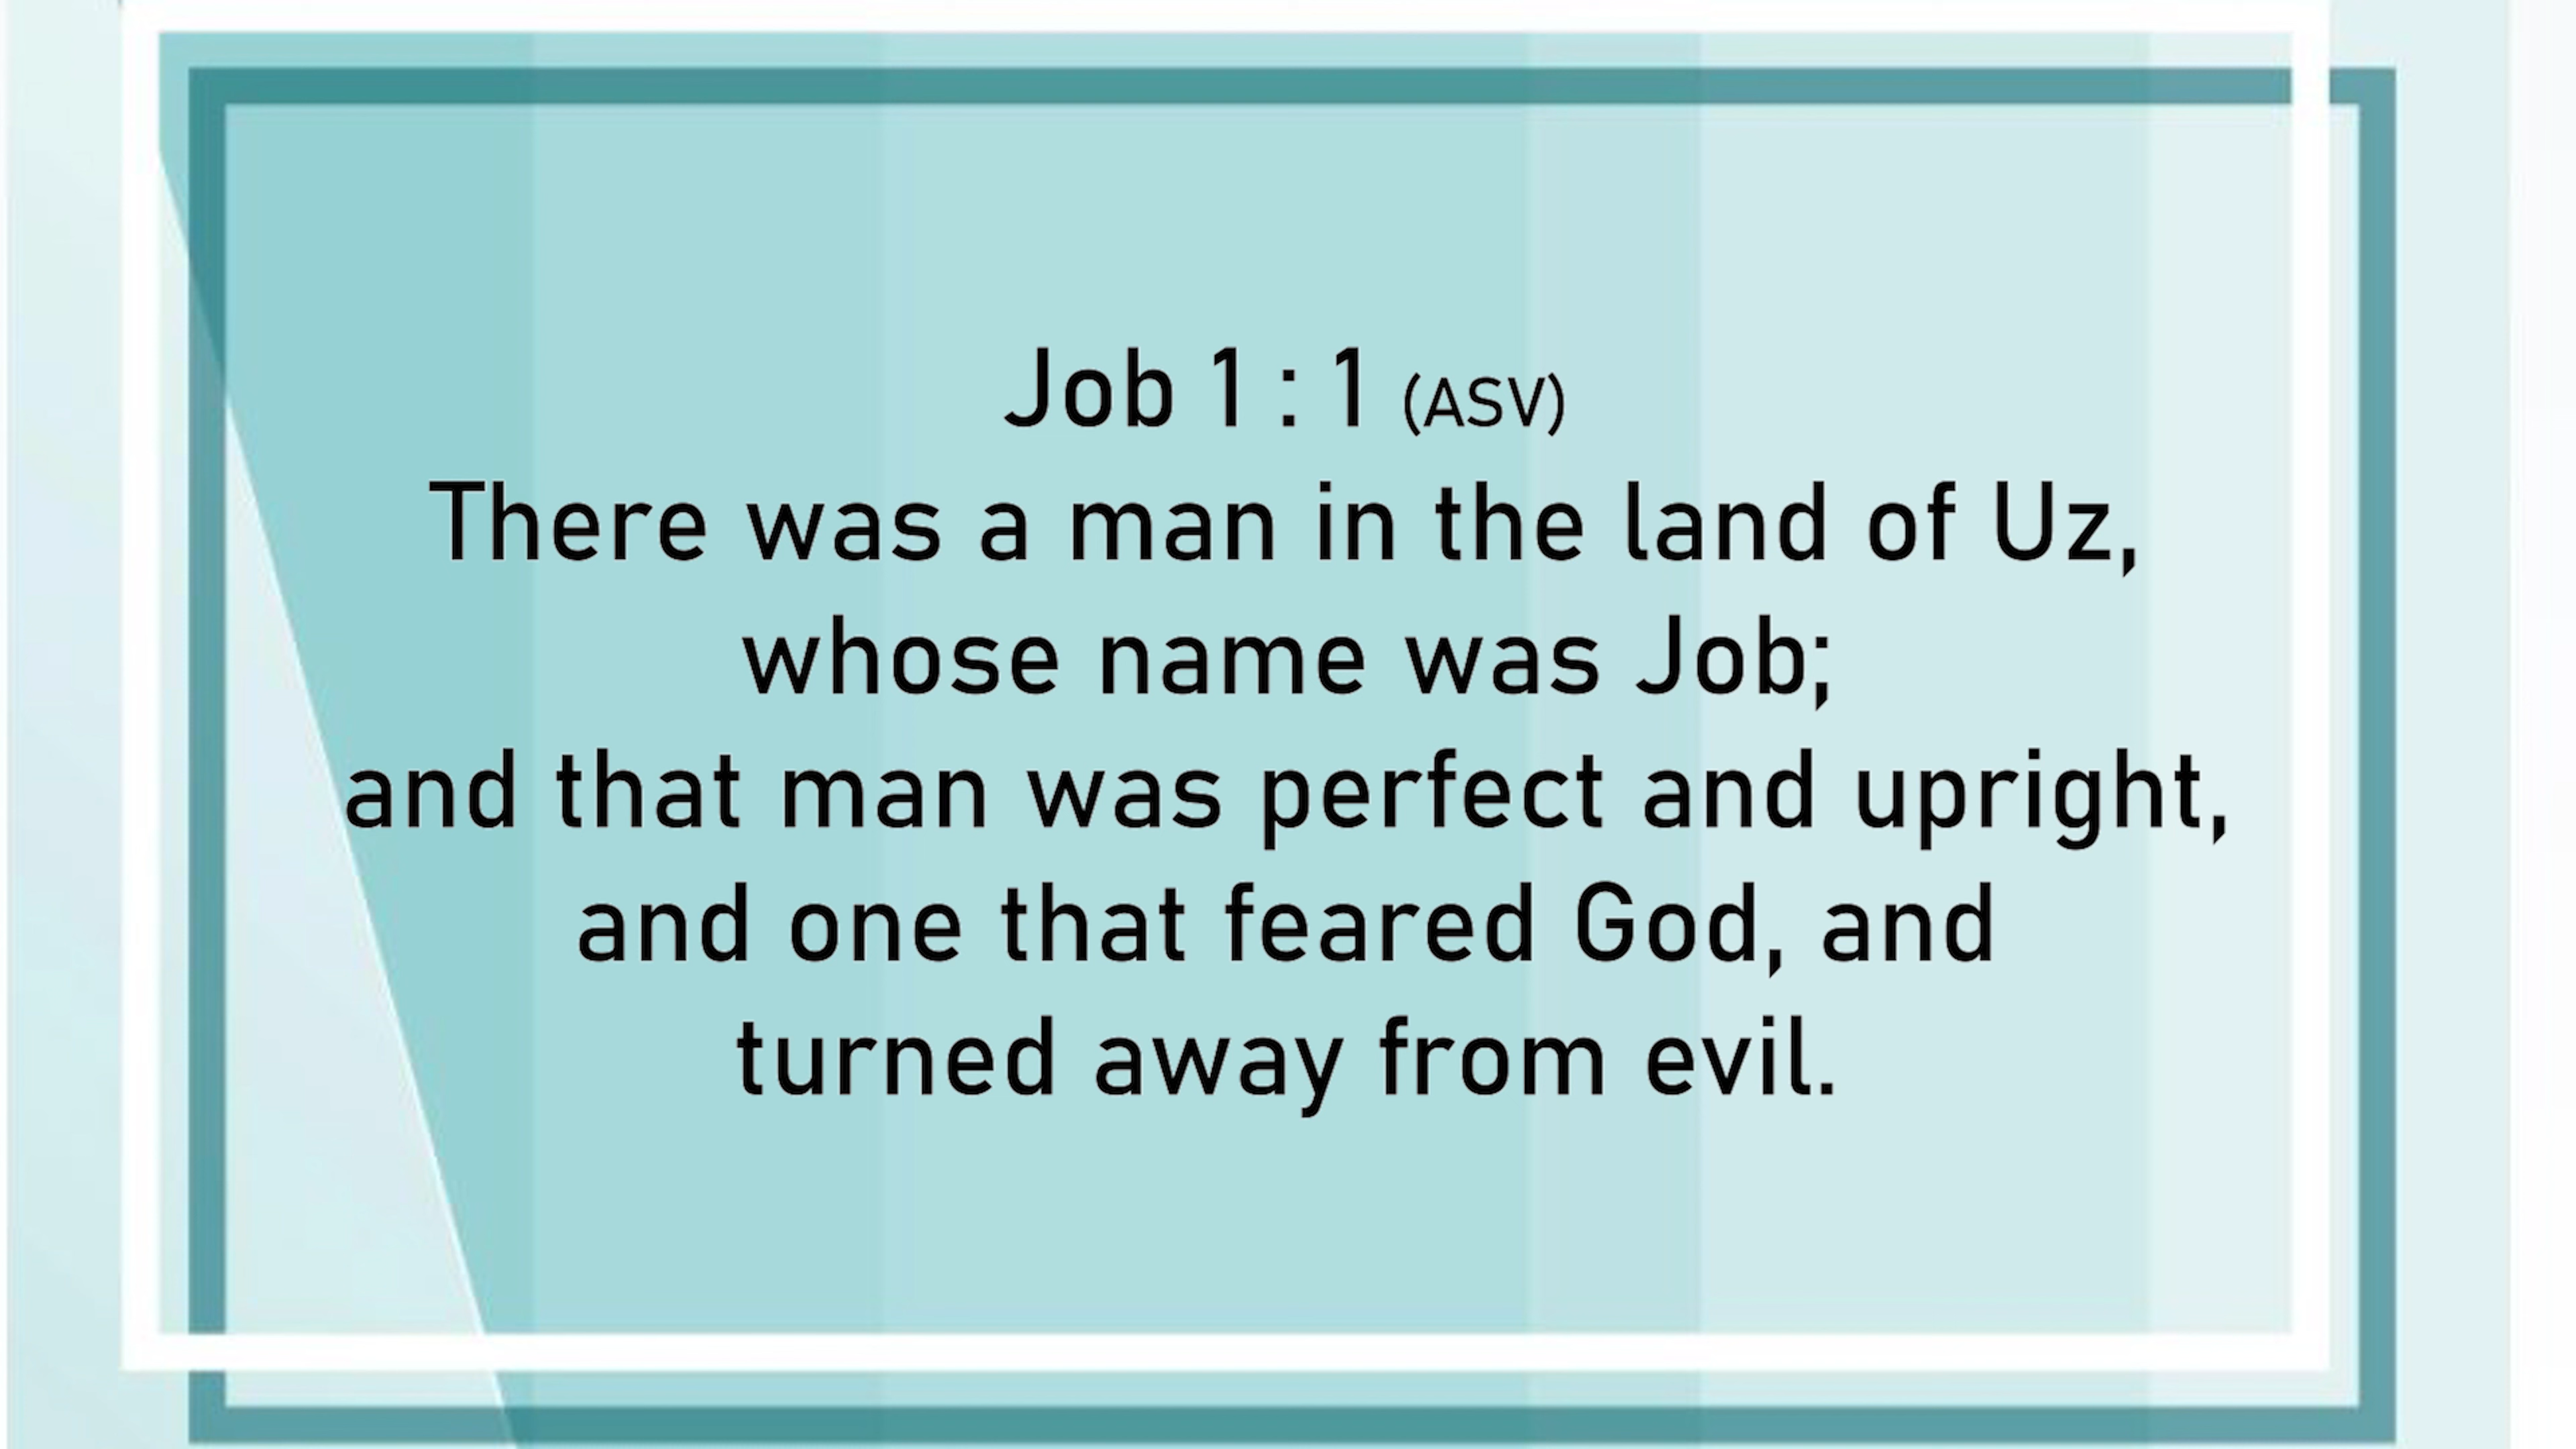 Job 1 : 1 (ASV)
There was a man in the land of Uz,
whose name was Job;
and that man was perfect and upright,
and one that feared God, and
turned away from evil.